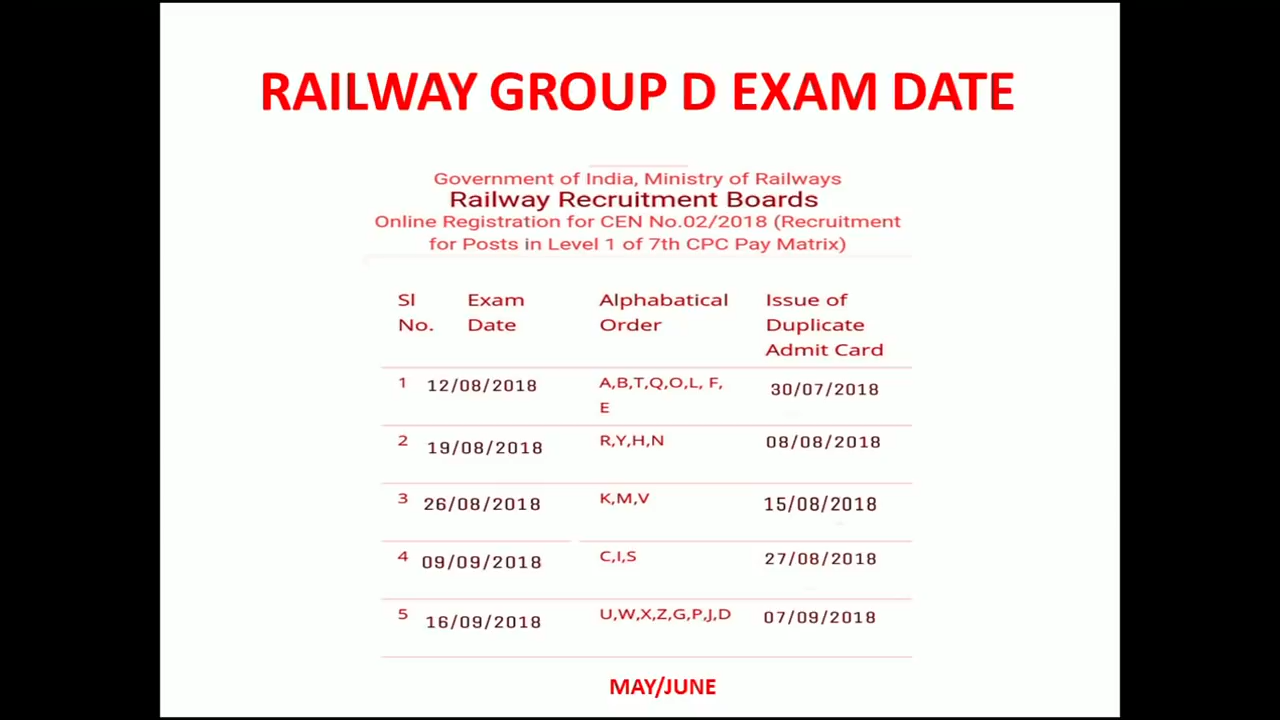 RAILWAY GROUP D EXAM DATE
Government of India, Ministry of Railways
Railway Recruitment Boards
Online Registration for CEN No.02/2018 (Recruitment
for Posts in Level 1 of 7th CPC Pay Matrix)
Sl No. Exam Date Alphabatical Order Issue of Duplicate Admit Card
1 12/08/2018 A,B,T,Q,O,L, F, E 30/07/2018
2 19/08/2018 R,Y,H,N 08/08/2018
3 26/08/2018 K,M,V 15/08/2018
4 09/09/2018 C,I,S 27/08/2018
5 16/09/2018 U,W,X,Z,G,P,J,D 07/09/2018
MAY/JUNE